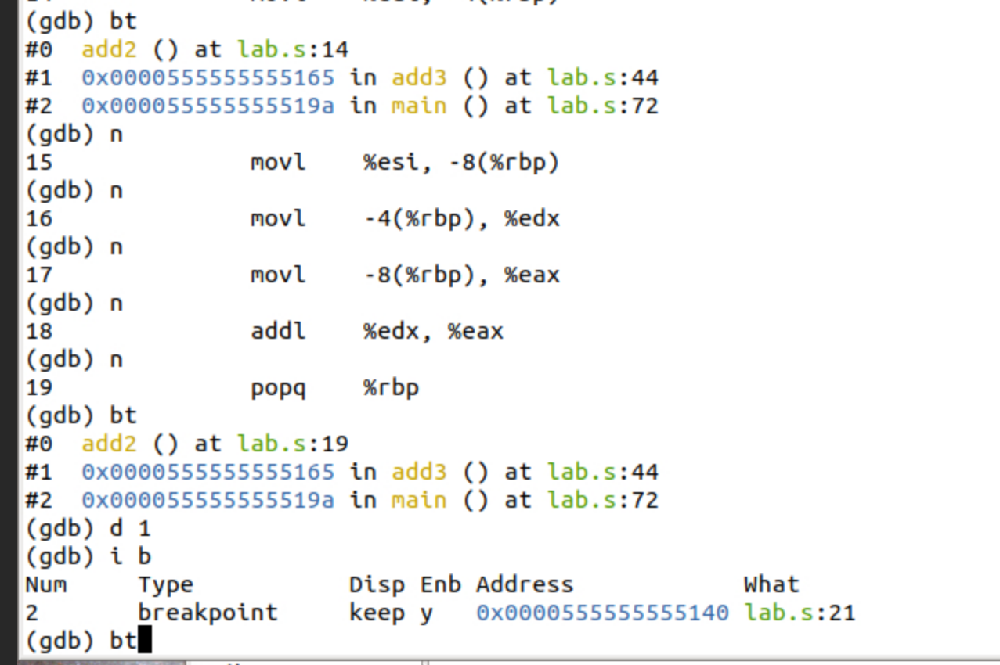 (gdb) bt
#0  add2 () at lab.s:14
#1  0x0000555555555165 in add3 () at lab.s:44
#2  0x000055555555519a in main () at lab.s:72
(gdb) n
15              movl    %esi, -8(%rbp)
(gdb) n
16              movl    -4(%rbp), %edx
(gdb) n
17              movl    -8(%rbp), %eax
(gdb) n
18              addl    %edx, %eax
(gdb) n
19              popq    %rbp
(gdb) bt
#0  add2 () at lab.s:19
#1  0x0000555555555165 in add3 () at lab.s:44
#2  0x000055555555519a in main () at lab.s:72
(gdb) d 1
(gdb) i b
Num     Type           Disp Enb Address            What
2       breakpoint     keep y   0x0000555555555140 lab.s:21
(gdb) bt